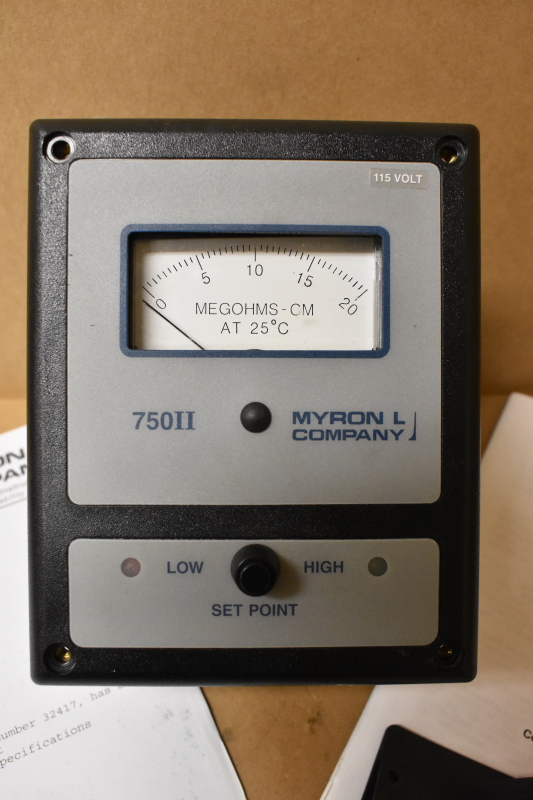 115 VOLT
0 5 10 15 20
MEGOHMS-CM
AT 25°C
750II
MYRON L
COMPANY
LOW HIGH
SET POINT
umber 32417, has
pecifications